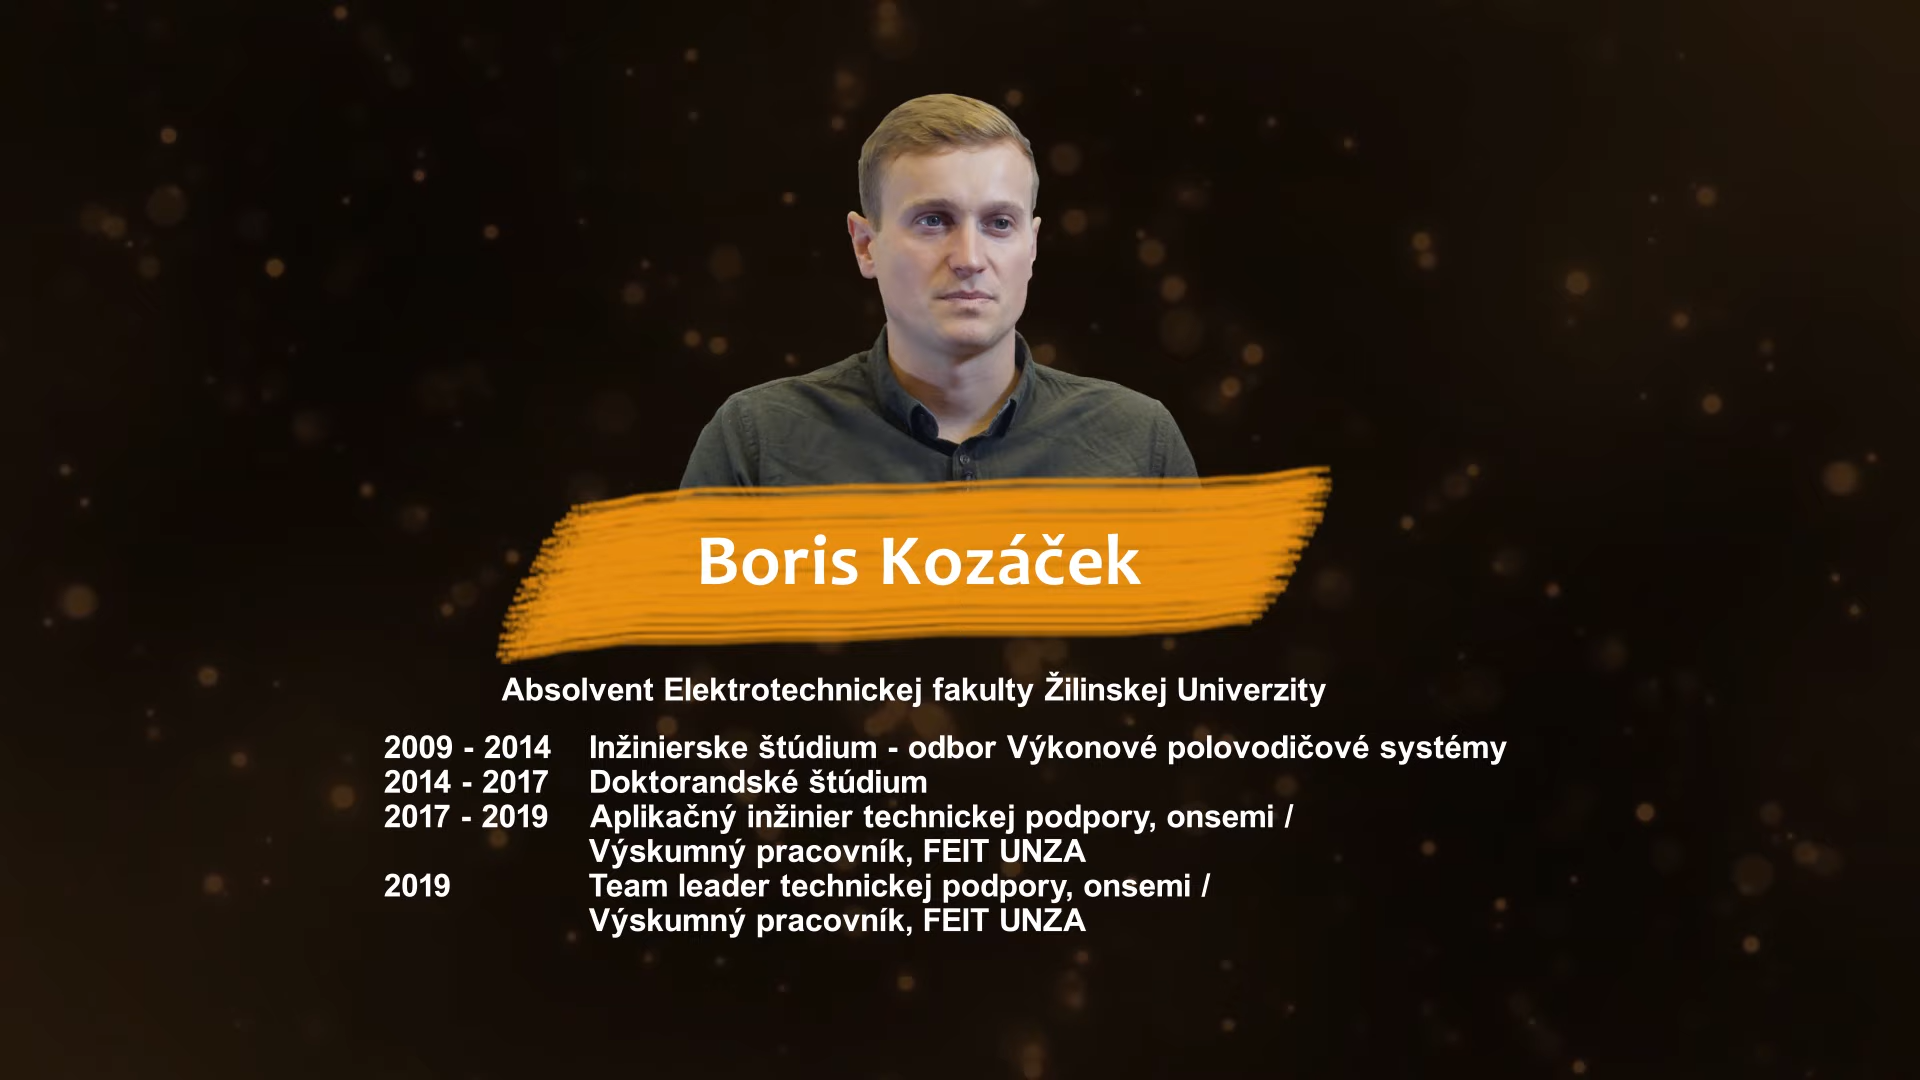 Boris Kozáček
Absolvent Elektrotechnickej fakulty Žilinskej Univerzity
2009 - 2014 Inžinierske štúdium - odbor Výkonové polovodičové systémy
2014 - 2017 Doktorandské štúdium
2017 - 2019 Aplikačný inžinier technickej podpory, onsemi /
Výskumný pracovník, FEIT UNZA
2019 Team leader technickej podpory, onsemi /
Výskumný pracovník, FEIT UNZA